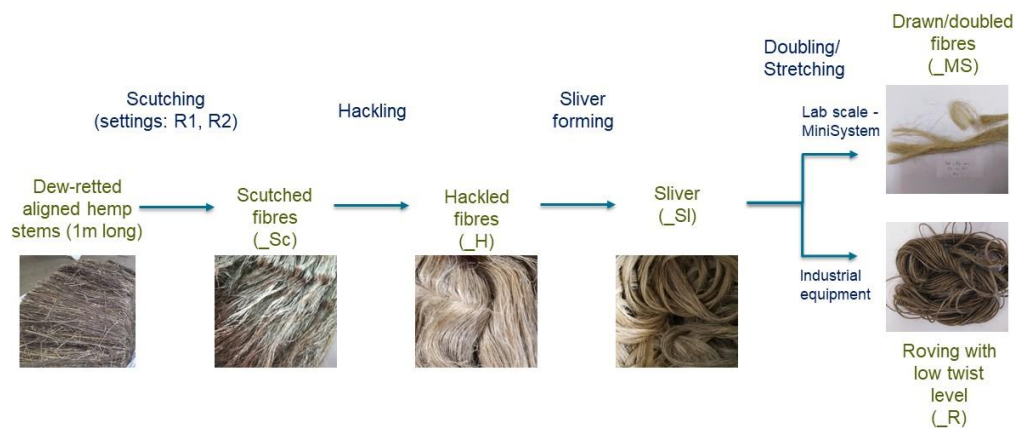 Scutching
(settings: R1, R2)
Hackling
Sliver
forming
Doubling/
Stretching
Drawn/doubled
fibres
(_MS)
Lab scale -
MiniSystem
Dew-retted
aligned hemp
stems (1m long)
Scutched
fibres
(_Sc)
Hackled
fibres
(_H)
Sliver
(_Sl)
Industrial
equipment
Roving with
low twist
level
(_R)